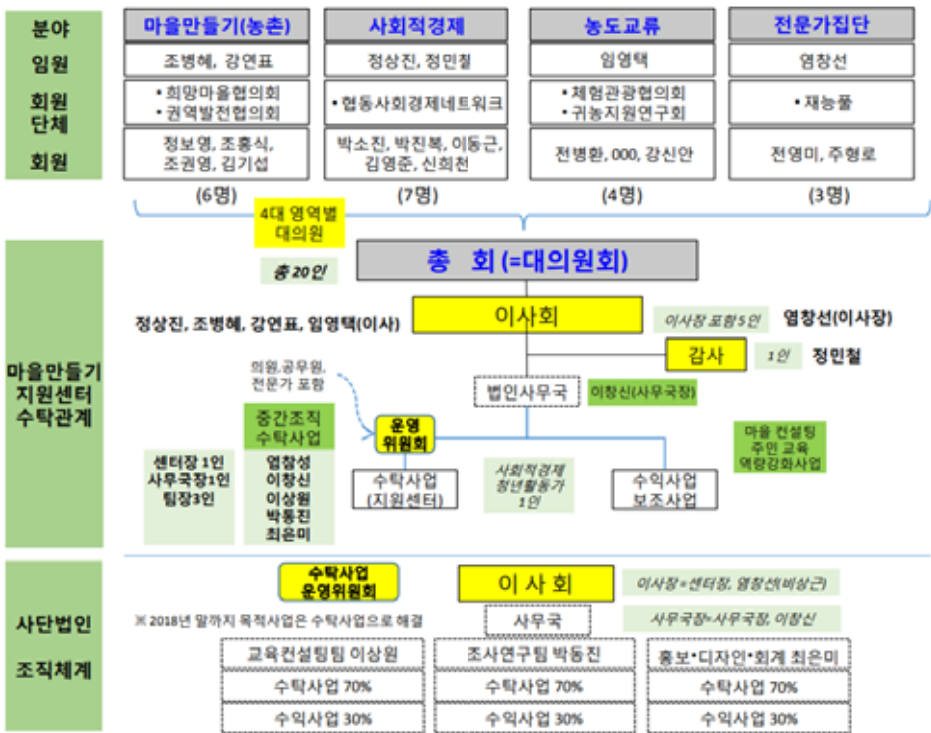 분야
마을만들기(농촌)
사회적경제
농도교류
전문가집단
임원
조병혜, 강연표
정상진, 정민철
임영택
염창선
회원
단체
•희망마을협의회
•권역발전협의회
•협동사회경제네트워크
•체험관광협의회
•귀농지원연구회
•재능풀
회원
정보영, 조홍식,
조권영, 김기섭
박소진, 박진복, 이동근,
김영준, 신희천
전병환, 000, 강신안
전영미, 주형로
(6명)
(7명)
(4명)
(3명)
4대 영역별
대의원
총 20인
총 회(=대의원회)
마을만들기
지원센터
수탁관계
정상진, 조병혜, 강연표, 임영택(이사)
이사회
이사장 포함 5인
염창선(이사장)
감사
1인
정민철
의원,공무원,
전문가 포함
법인사무국
이창신(사무국장)
중간조직
수탁사업
운영
위원회
마을 컨설팅
주민 교육
역량강화사업
센터장 1인
사무국장1인
팀장3인
염창성
이창신
이상원
박동진
최은미
수탁사업
(지원센터)
사회적경제
청년활동가
1인
수익사업
보조사업
사단법인
조직체계
수탁사업
운영위원회
이사회
이사장=센터장, 염창선(비상근)
※ 2018년 말까지 목적사업은 수탁사업으로 해결
사무국
사무국장=사무국장, 이창신
교육컨설팅팀 이상원
조사연구팀 박동진
홍보•디자인•회계 최은미
수탁사업 70%
수탁사업 70%
수탁사업 70%
수익사업 30%
수익사업 30%
수익사업 30%